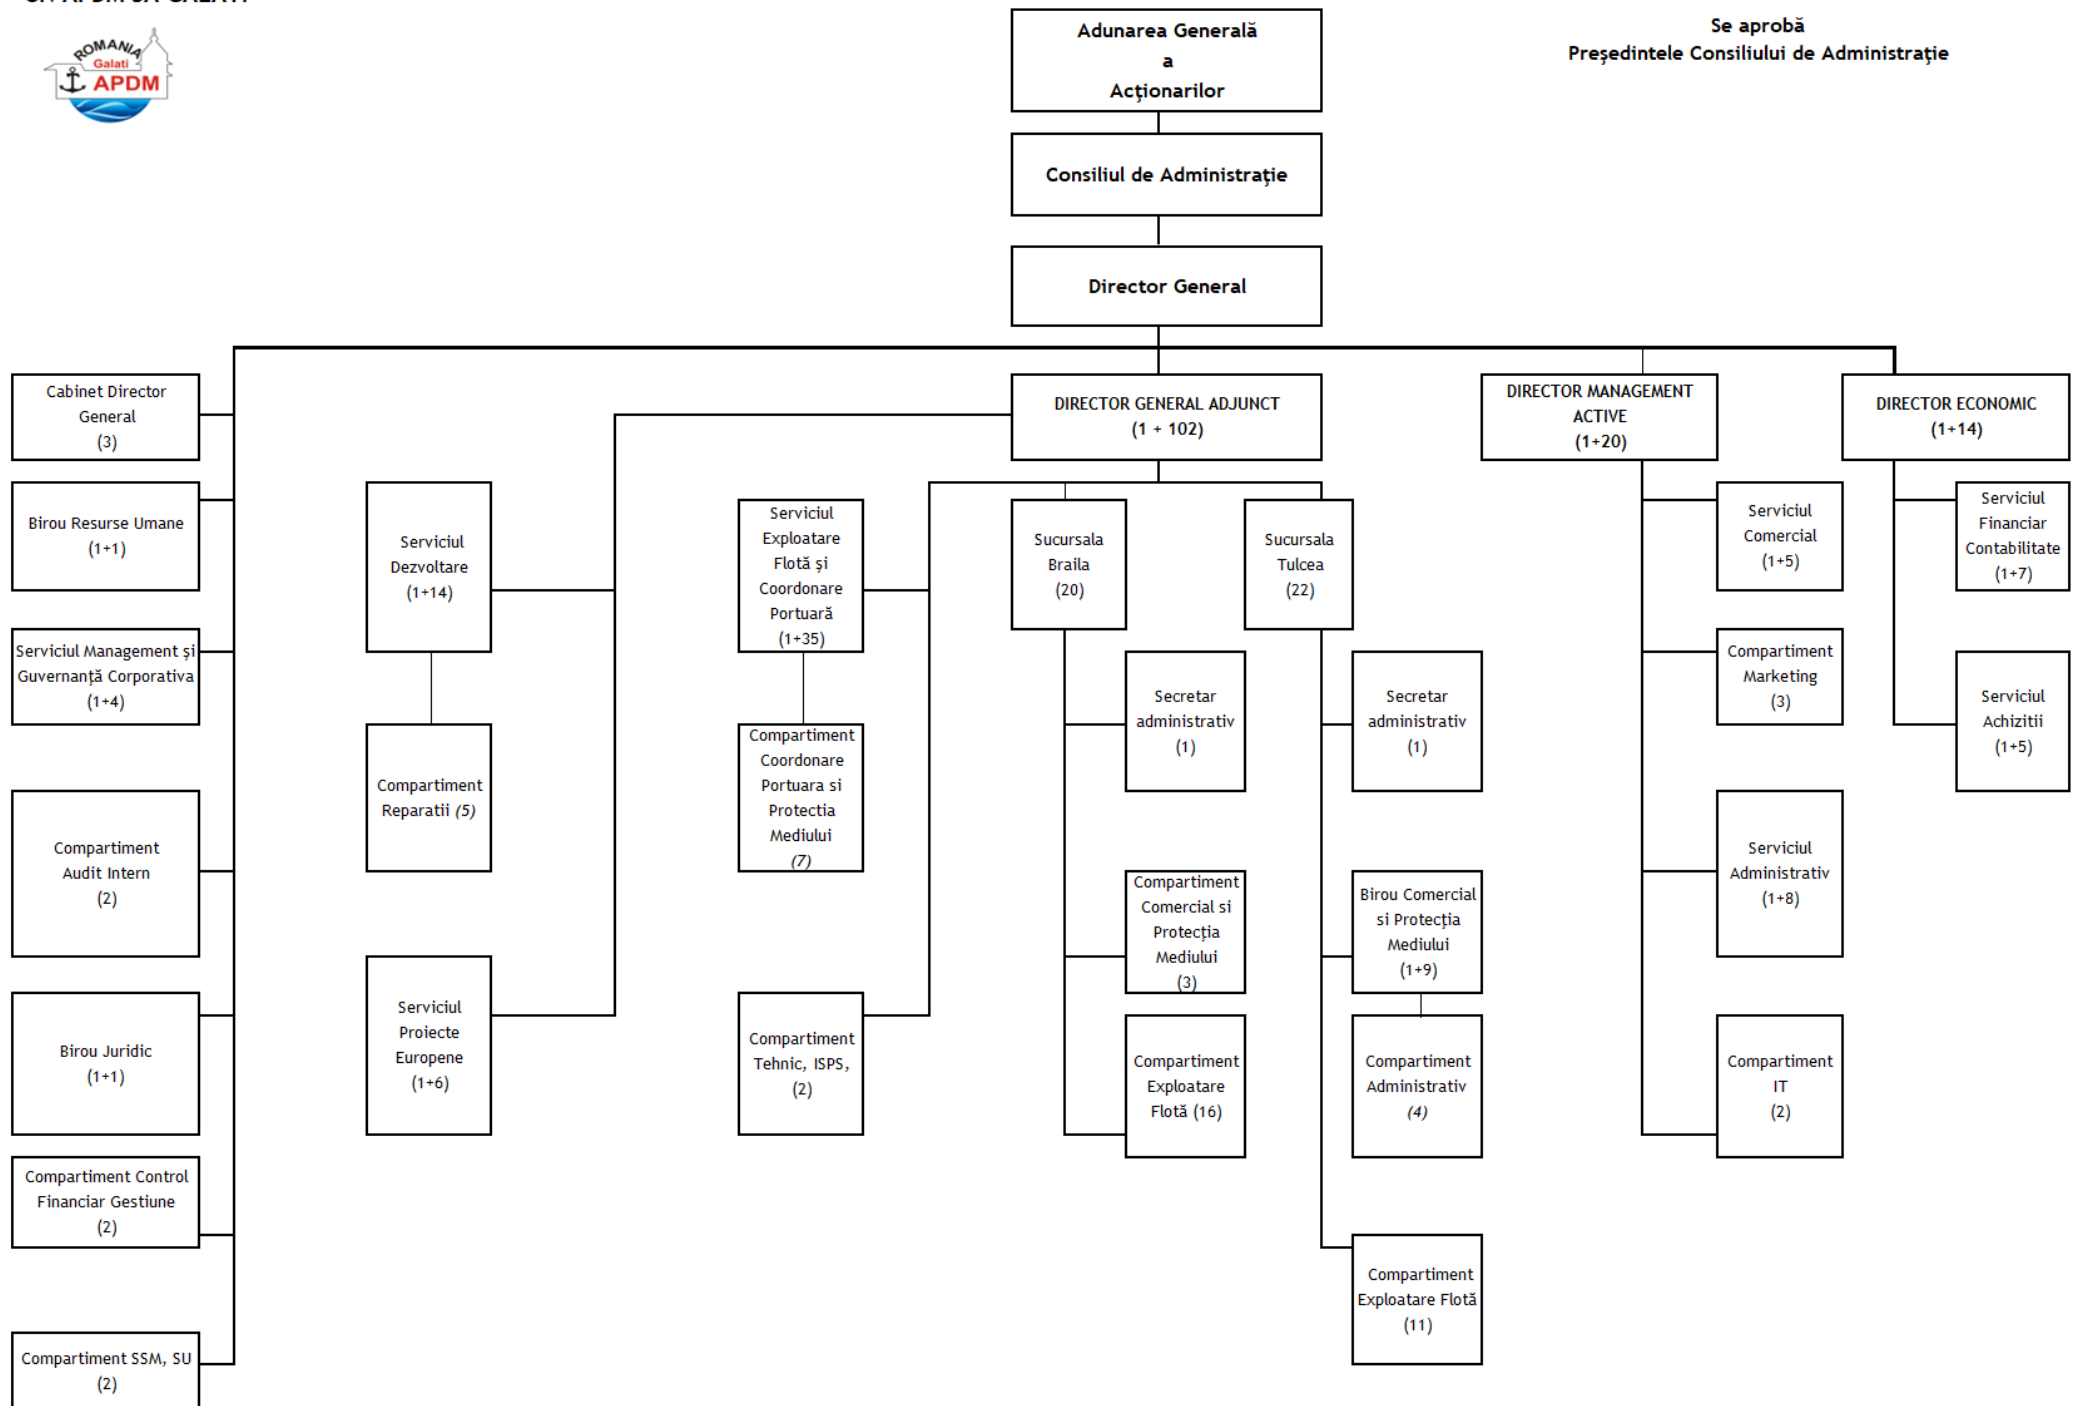 CN APDM SA GALATI
ROMANIA
Galati
APDM
Se aprobă
Președintele Consiliului de Administrație
Adunarea Generală
a
Acționarilor
Consiliul de Administrație
Director General
Cabinet Director
General
(3)
Birou Resurse Umane
(1+1)
Serviciul Management și
Guvernanță Corporativa
(1+4)
Compartiment
Audit Intern
(2)
Birou Juridic
(1+1)
Compartiment Control
Financiar Gestiune
(2)
Compartiment SSM, SU
(2)
DIRECTOR GENERAL ADJUNCT
(1 + 102)
Serviciul
Dezvoltare
(1+14)
Compartiment
Reparatii (5)
Serviciul
Proiecte
Europene
(1+6)
Serviciul
Exploatare
Flotă și
Coordonare
Portuară
(1+35)
Compartiment
Coordonare
Portuara si
Protectia
Mediului
(7)
Compartiment
Tehnic, ISPS,
(2)
Sucursala
Braila
(20)
Secretar
administrativ
(1)
Compartiment
Comercial si
Protecția
Mediului
(3)
Compartiment
Exploatare
Flotă (16)
Sucursala
Tulcea
(22)
Secretar
administrativ
(1)
Birou Comercial
si Protecția
Mediului
(1+9)
Compartiment
Administrativ
(4)
Compartiment
Exploatare Flotă
(11)
DIRECTOR MANAGEMENT
ACTIVE
(1+20)
Serviciul
Comercial
(1+5)
Compartiment
Marketing
(3)
Serviciul
Administrativ
(1+8)
Compartiment
IT
(2)
DIRECTOR ECONOMIC
(1+14)
Serviciul
Financiar
Contabilitate
(1+7)
Serviciul
Achizitii
(1+5)